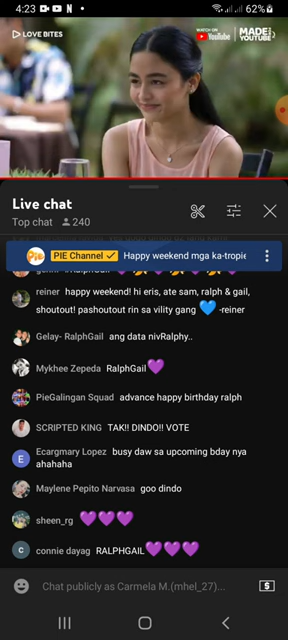 4:23
N
62%
LOVE BITES
WATCH ON
YouTube
MADE
YOUTUBE
Live chat
Top chat 240
Pie PIE Channel Happy weekend mga ka-tropie
reiner happy weekend! hi eris, ate sam, ralph & gail,
shoutout! pashoutout rin sa vility gang 💙 -reiner
Gelay- RalphGail ang data nivRalphy..
Mykhee Zepeda RalphGail💜
PieGalingan Squad advance happy birthday ralph
SCRIPTED KING TAK!! DINDO!! VOTE
E Ecargmary Lopez busy daw sa upcoming bday nya
ahahaha
Maylene Pepito Narvasa goo dindo
sheen_rg 💜💜💜
c connie dayag RALPHGAIL💜💜💜
Chat publicly as Carmela M.(mhel_27)...